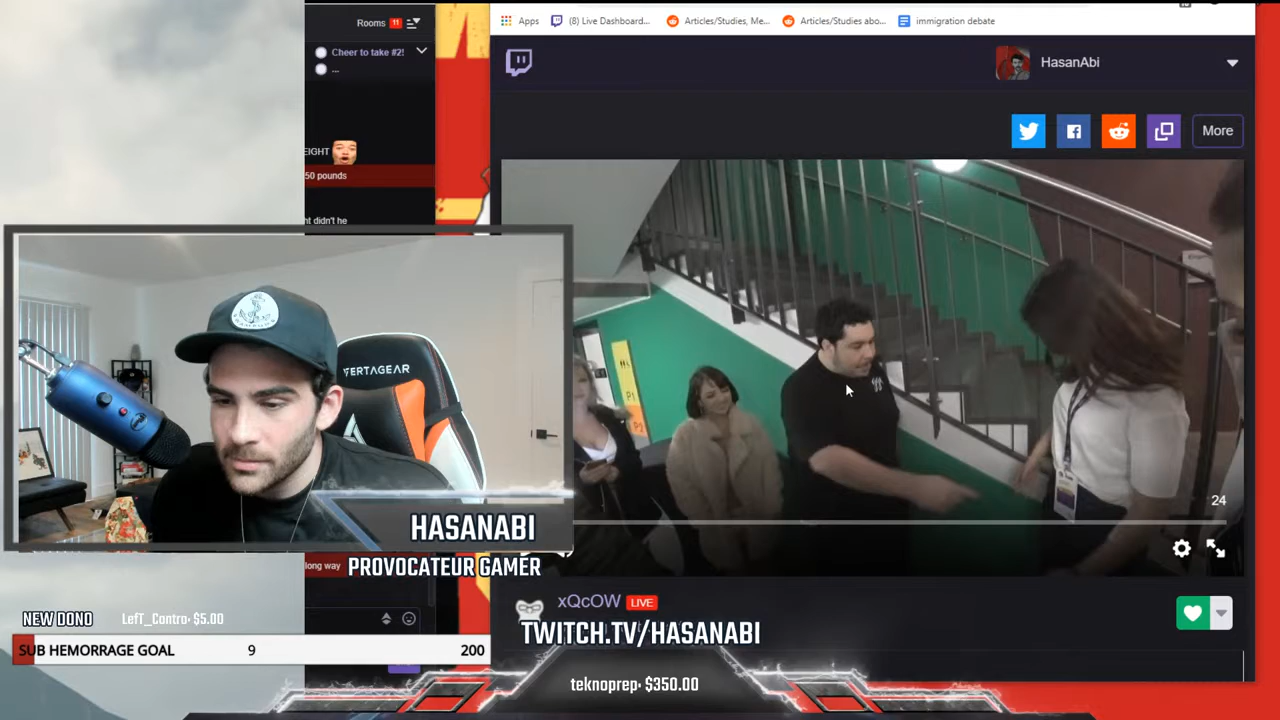 Rooms 11
Cheer to take #2!
...
EIGHT
50 pounds
ht didn't he
long way
Apps
(8) Live Dashboard...
Articles/Studies, Me...
Articles/Studies abo...
immigration debate
HasanAbi
More
VERTAGEAR
24
HASANABI
PROVOCATEUR GAMER
xQcOW LIVE
TWITCH.TV/HASANABI
NEW DONO LefT_Contro: $5.00
SUB HEMORRAGE GOAL 9 200
teknoprep: $350.00